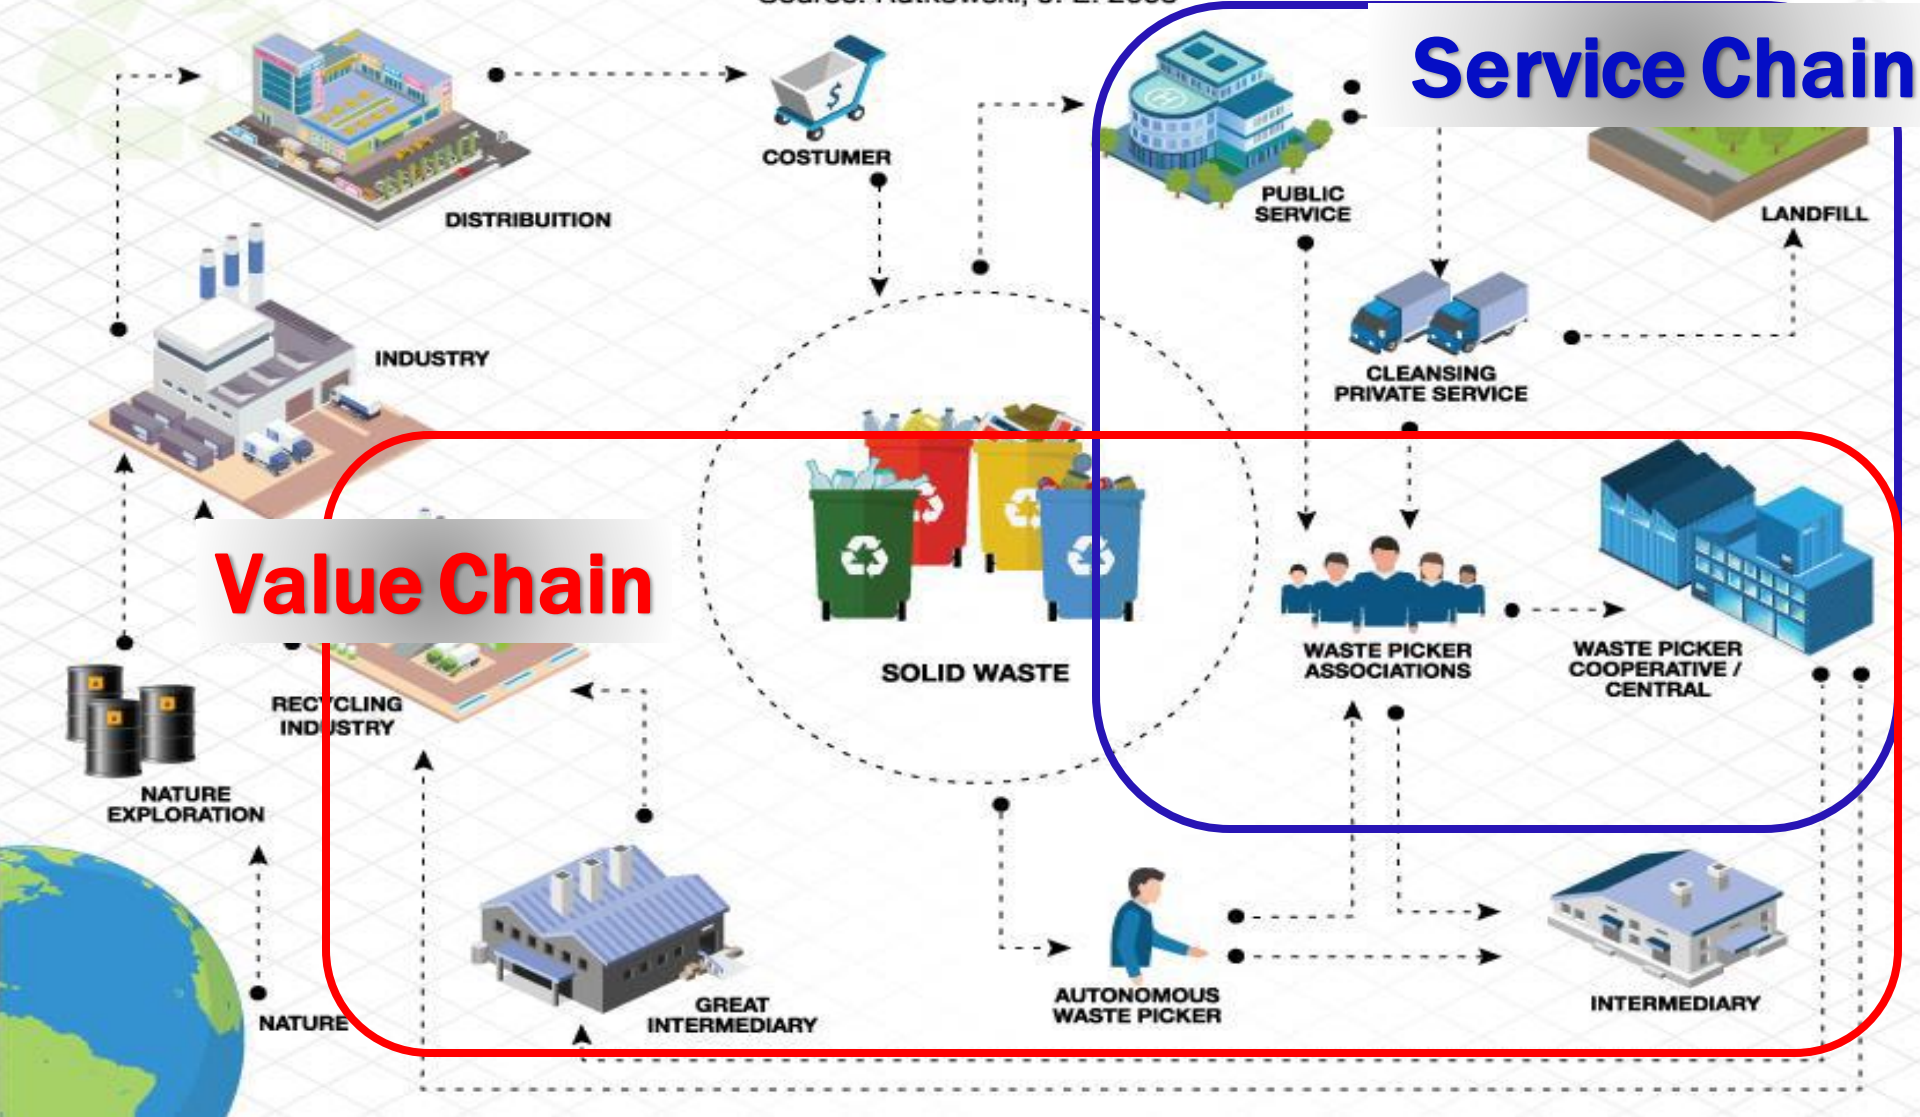 Service Chain
COSTUMER
DISTRIBUITION
PUBLIC
SERVICE
LANDFILL
INDUSTRY
CLEANSING
PRIVATE SERVICE
Value Chain
SOLID WASTE
WASTE PICKER
ASSOCIATIONS
WASTE PICKER
COOPERATIVE /
CENTRAL
RECYCLING
INDUSTRY
NATURE
EXPLORATION
GREAT
INTERMEDIARY
AUTONOMOUS
WASTE PICKER
INTERMEDIARY
NATURE